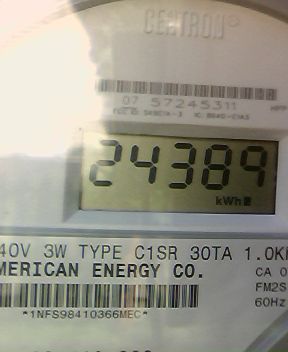 CENTRON®
07 57245311
24389
kWh
40V 3W TYPE C1SR 30TA 1.0K
MERICAN ENERGY CO.
CA 0
FM2S
60Hz
*1NFS98410366MEC*